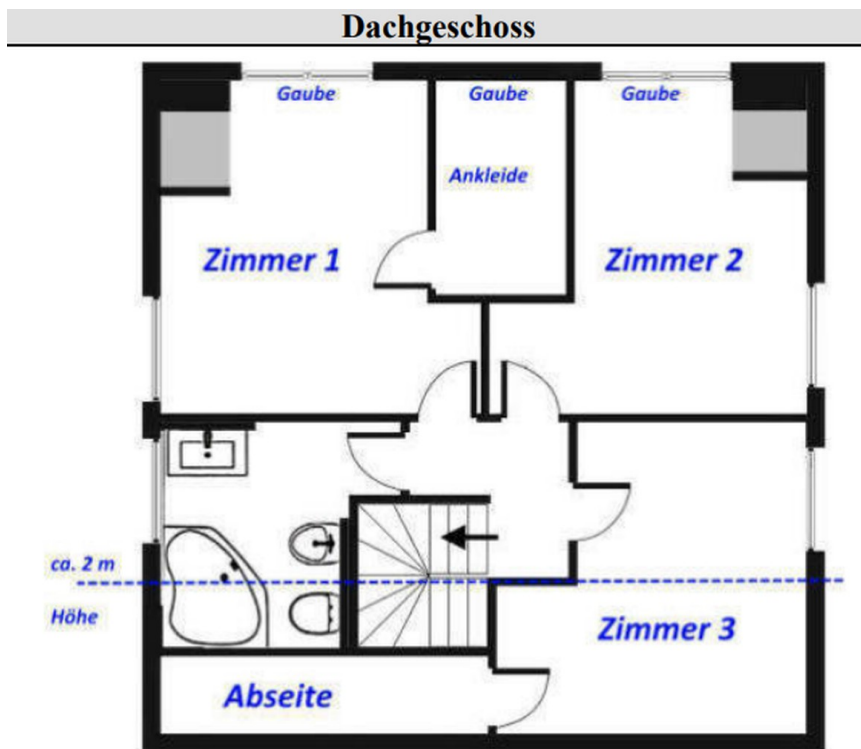 Dachgeschoss
Gaube
Gaube
Gaube
Ankleide
Zimmer 1
Zimmer 2
ca. 2 m
Höhe
Zimmer 3
Abseite